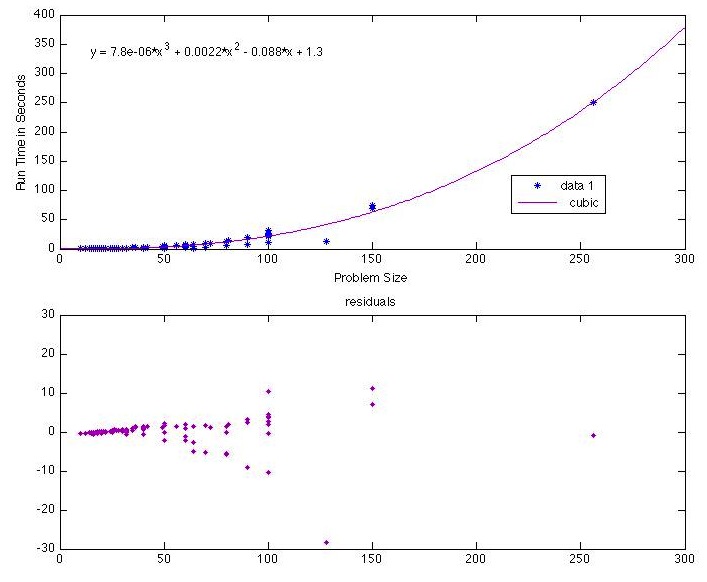 400
350
300
250
200
150
100
50
0
y = 7.8e-06*x^3 + 0.0022*x^2 - 0.088*x + 1.3
Run Time in Seconds
data 1
cubic
0 50 100 150 200 250 300
Problem Size
residuals
30
20
10
0
-10
-20
-30
0 50 100 150 200 250 300